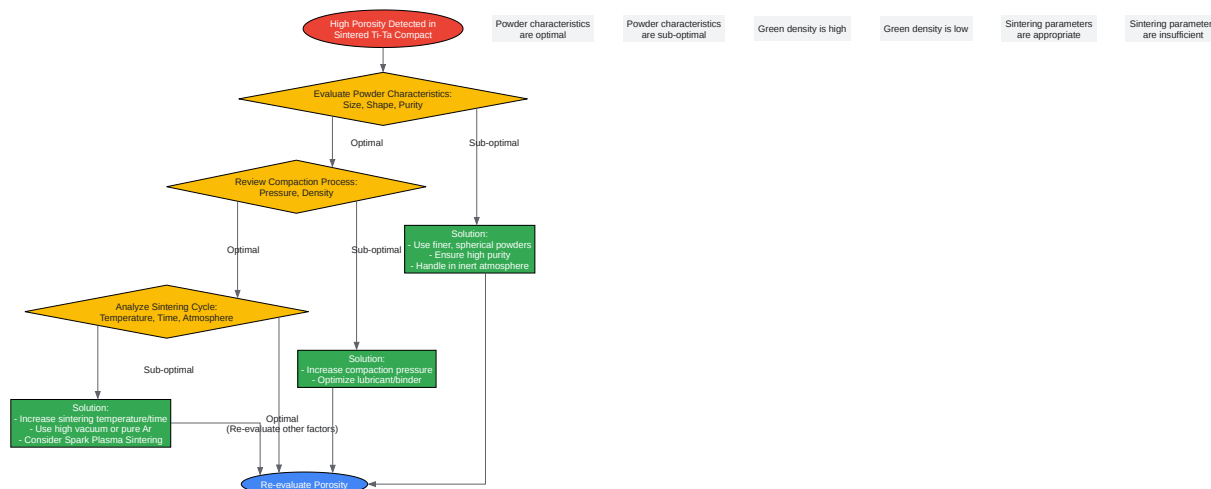 High Porosity Detected in
Sintered Ti-Ta Compact
Powder characteristics
are optimal
Powder characteristics
are sub-optimal
Green density is high
Green density is low
Sintering parameters
are appropriate
Sintering parameter
are insufficient
Evaluate Powder Characteristics:
Size, Shape, Purity
Optimal
Sub-optimal
Review Compaction Process:
Pressure, Density
Solution:
- Use finer, spherical powders
- Ensure high purity
- Handle in inert atmosphere
Optimal
Sub-optimal
Analyze Sintering Cycle:
Temperature, Time, Atmosphere
Solution:
- Increase compaction pressure
- Optimize lubricant/binder
Sub-optimal
Solution:
- Increase sintering temperature/time
- Use high vacuum or pure Ar
- Consider Spark Plasma Sintering
Optimal
(Re-evaluate other factors)
Re-evaluate Porosity